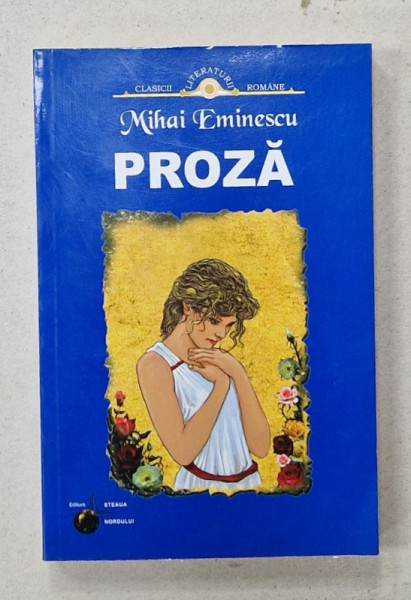 CLASICII LITERATURII ROMÂNE
Mihai Eminescu
PROZĂ
Editura STEAUA
NORDULUI